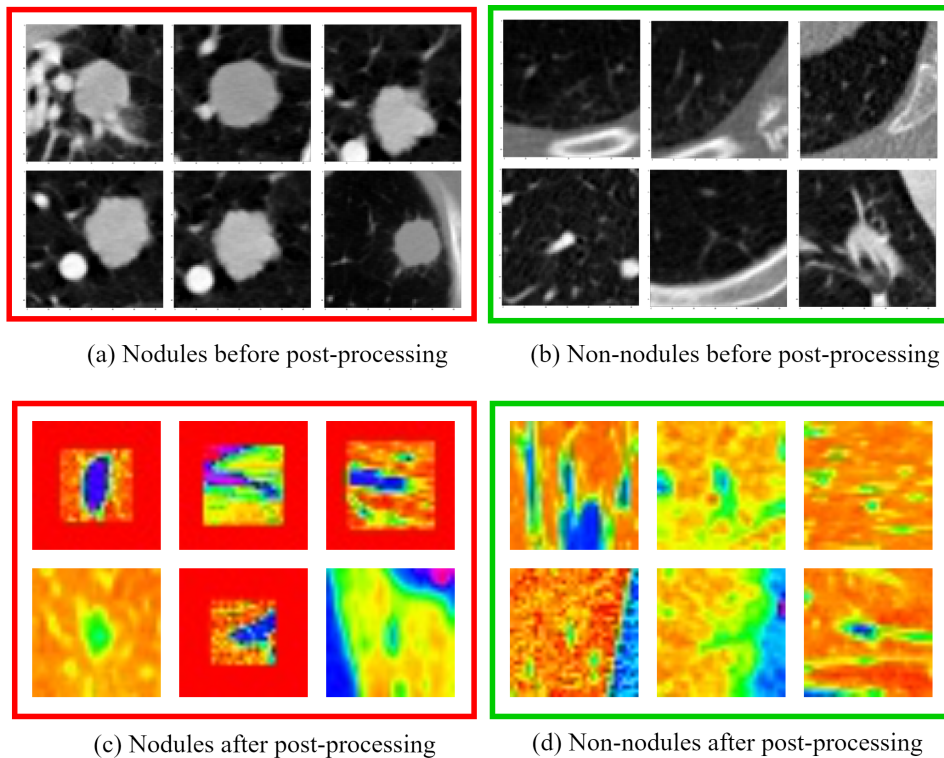 (a) Nodules before post-processing
(b) Non-nodules before post-processing
(c) Nodules after post-processing
(d) Non-nodules after post-processing